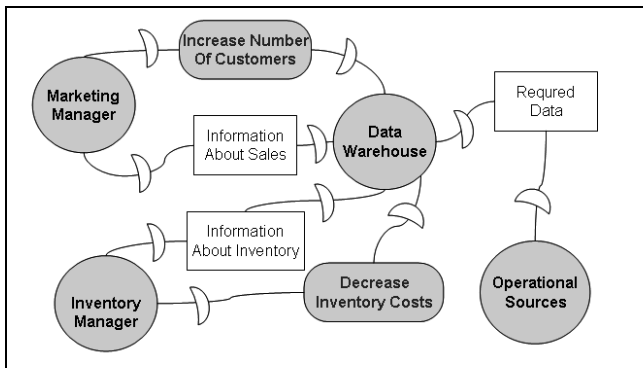 Increase Number
Of Customers
Marketing
Manager
Requred
Data
Information
About Sales
Data
Warehouse
Information
About Inventory
Inventory
Manager
Decrease
Inventory Costs
Operational
Sources